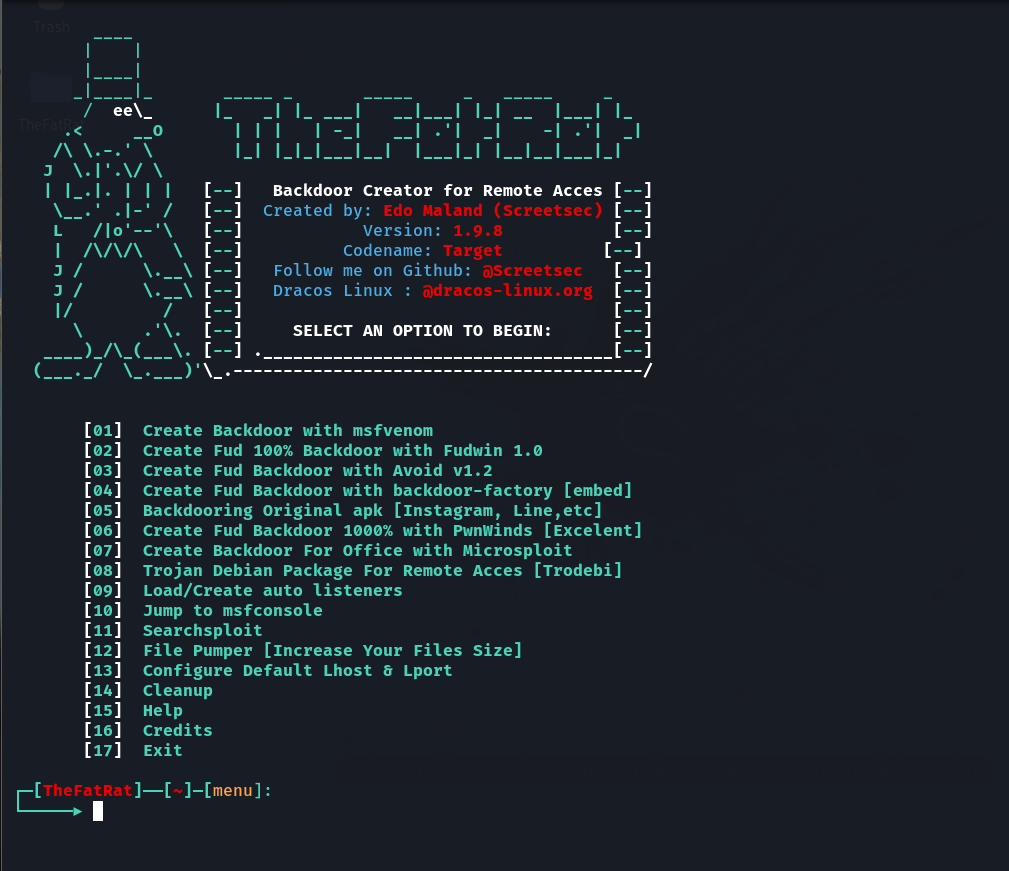 Trash
TheFatRat
[--] Backdoor Creator for Remote Acces [--]
[--] Created by: Edo Maland (Screetsec) [--]
[--] Version: 1.9.8 [--]
[--] Codename: Target [--]
[--] Follow me on Github: @Screetsec [--]
[--] Dracos Linux : @dracos-linux.org [--]
[--] [--]
[--] SELECT AN OPTION TO BEGIN: [--]
[--] .___________________________________[--]
[01] Create Backdoor with msfvenom
[02] Create Fud 100% Backdoor with Fudwin 1.0
[03] Create Fud Backdoor with Avoid v1.2
[04] Create Fud Backdoor with backdoor-factory [embed]
[05] Backdooring Original apk [Instagram, Line,etc]
[06] Create Fud Backdoor 1000% with PwnWinds [Excelent]
[07] Create Backdoor For Office with Microsploit
[08] Trojan Debian Package For Remote Acces [Trodebi]
[09] Load/Create auto listeners
[10] Jump to msfconsole
[11] Searchsploit
[12] File Pumper [Increase Your Files Size]
[13] Configure Default Lhost & Lport
[14] Cleanup
[15] Help
[16] Credits
[17] Exit
[TheFatRat]──[~]─[menu]: